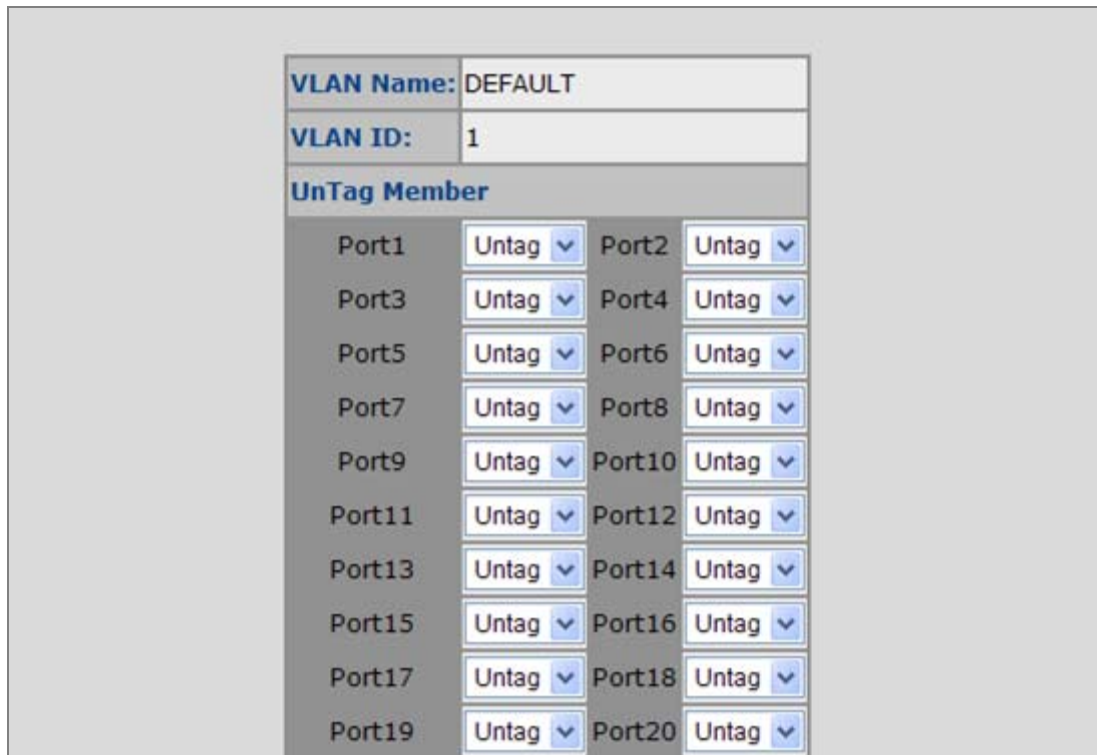 VLAN Name: DEFAULT
VLAN ID: 1
UnTag Member
Port1 Untag Port2 Untag
Port3 Untag Port4 Untag
Port5 Untag Port6 Untag
Port7 Untag Port8 Untag
Port9 Untag Port10 Untag
Port11 Untag Port12 Untag
Port13 Untag Port14 Untag
Port15 Untag Port16 Untag
Port17 Untag Port18 Untag
Port19 Untag Port20 Untag